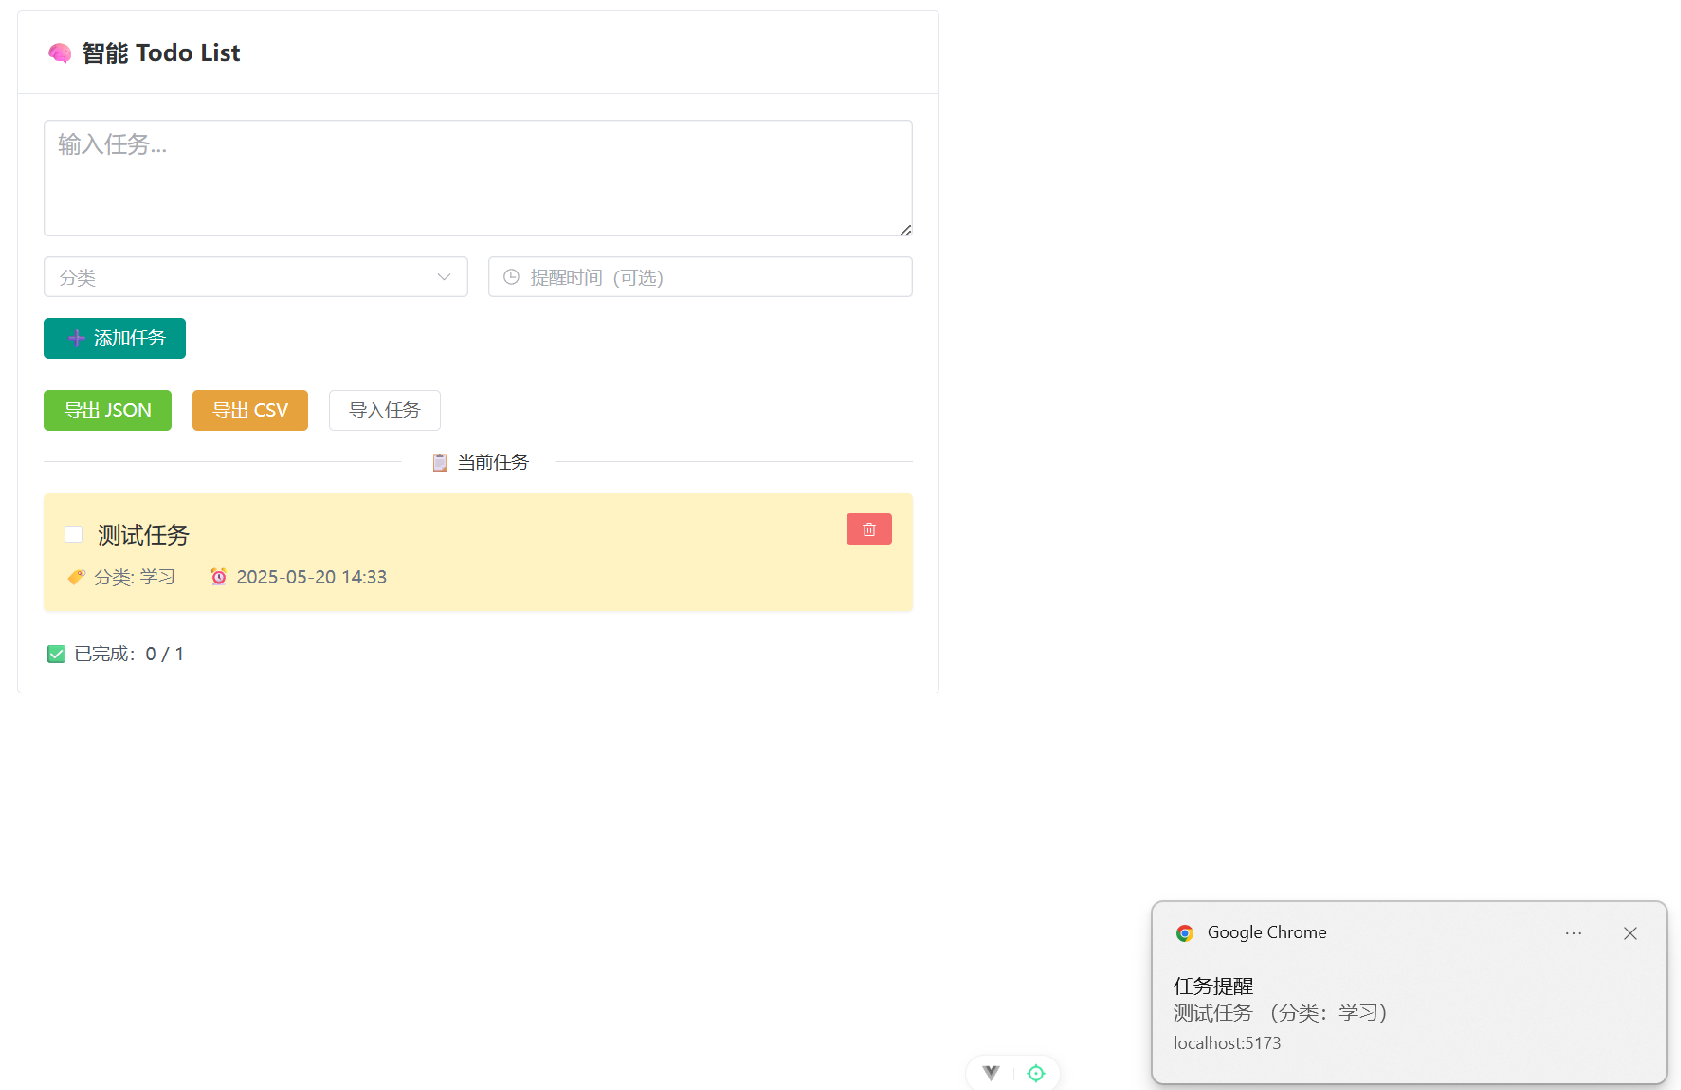 智能 Todo List
输入任务...
分类
提醒时间（可选）
添加任务
导出 JSON
导出 CSV
导入任务
当前任务
测试任务
分类: 学习
2025-05-20 14:33
已完成：0 / 1
Google Chrome
任务提醒
测试任务 （分类：学习）
localhost:5173